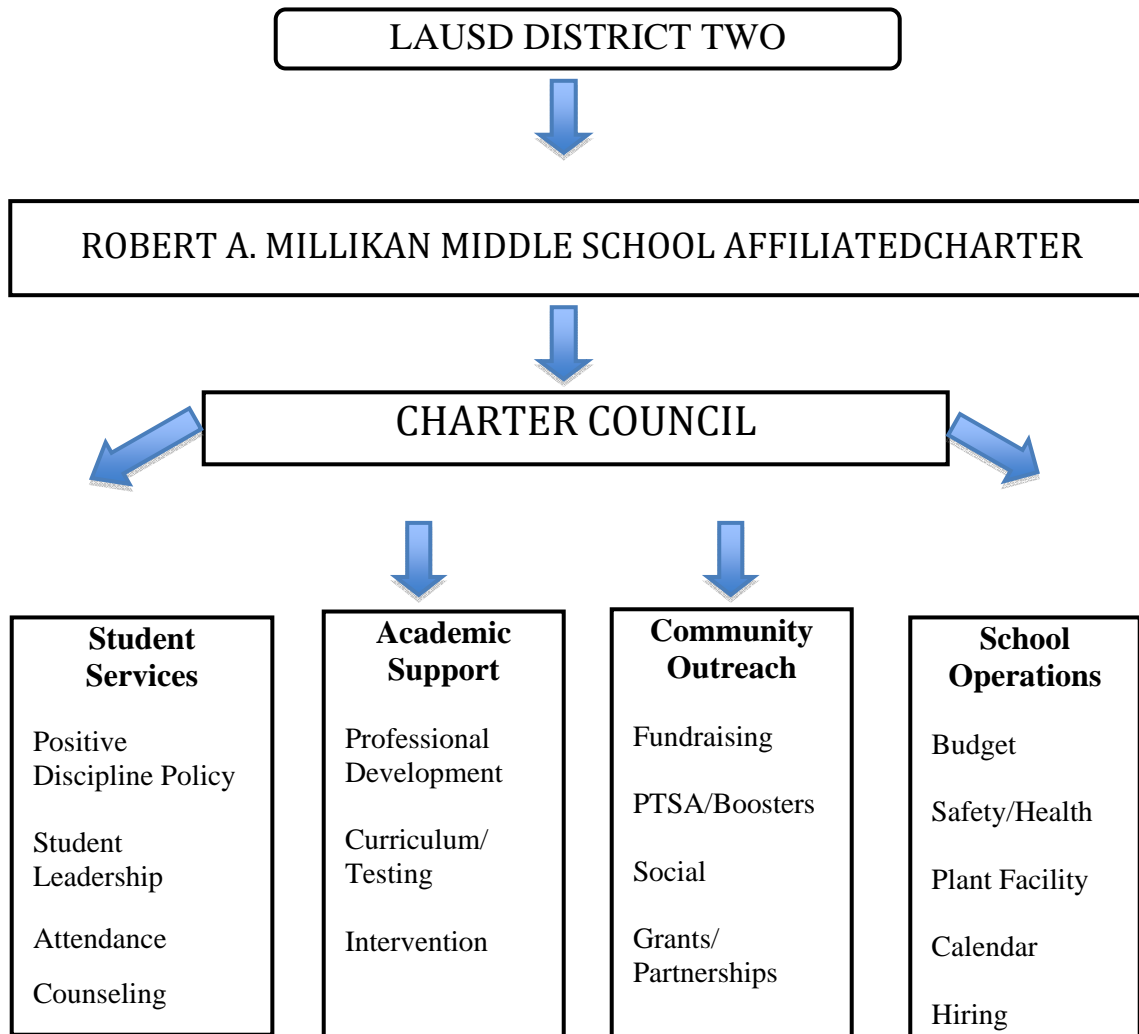 LAUSD DISTRICT TWO
ROBERT A. MILLIKAN MIDDLE SCHOOL AFFILIATEDCHARTER
CHARTER COUNCIL
Student
Services
Positive
Discipline Policy
Student
Leadership
Attendance
Counseling
Academic
Support
Professional
Development
Curriculum/
Testing
Intervention
Community
Outreach
Fundraising
PTSA/Boosters
Social
Grants/
Partnerships
School
Operations
Budget
Safety/Health
Plant Facility
Calendar
Hiring